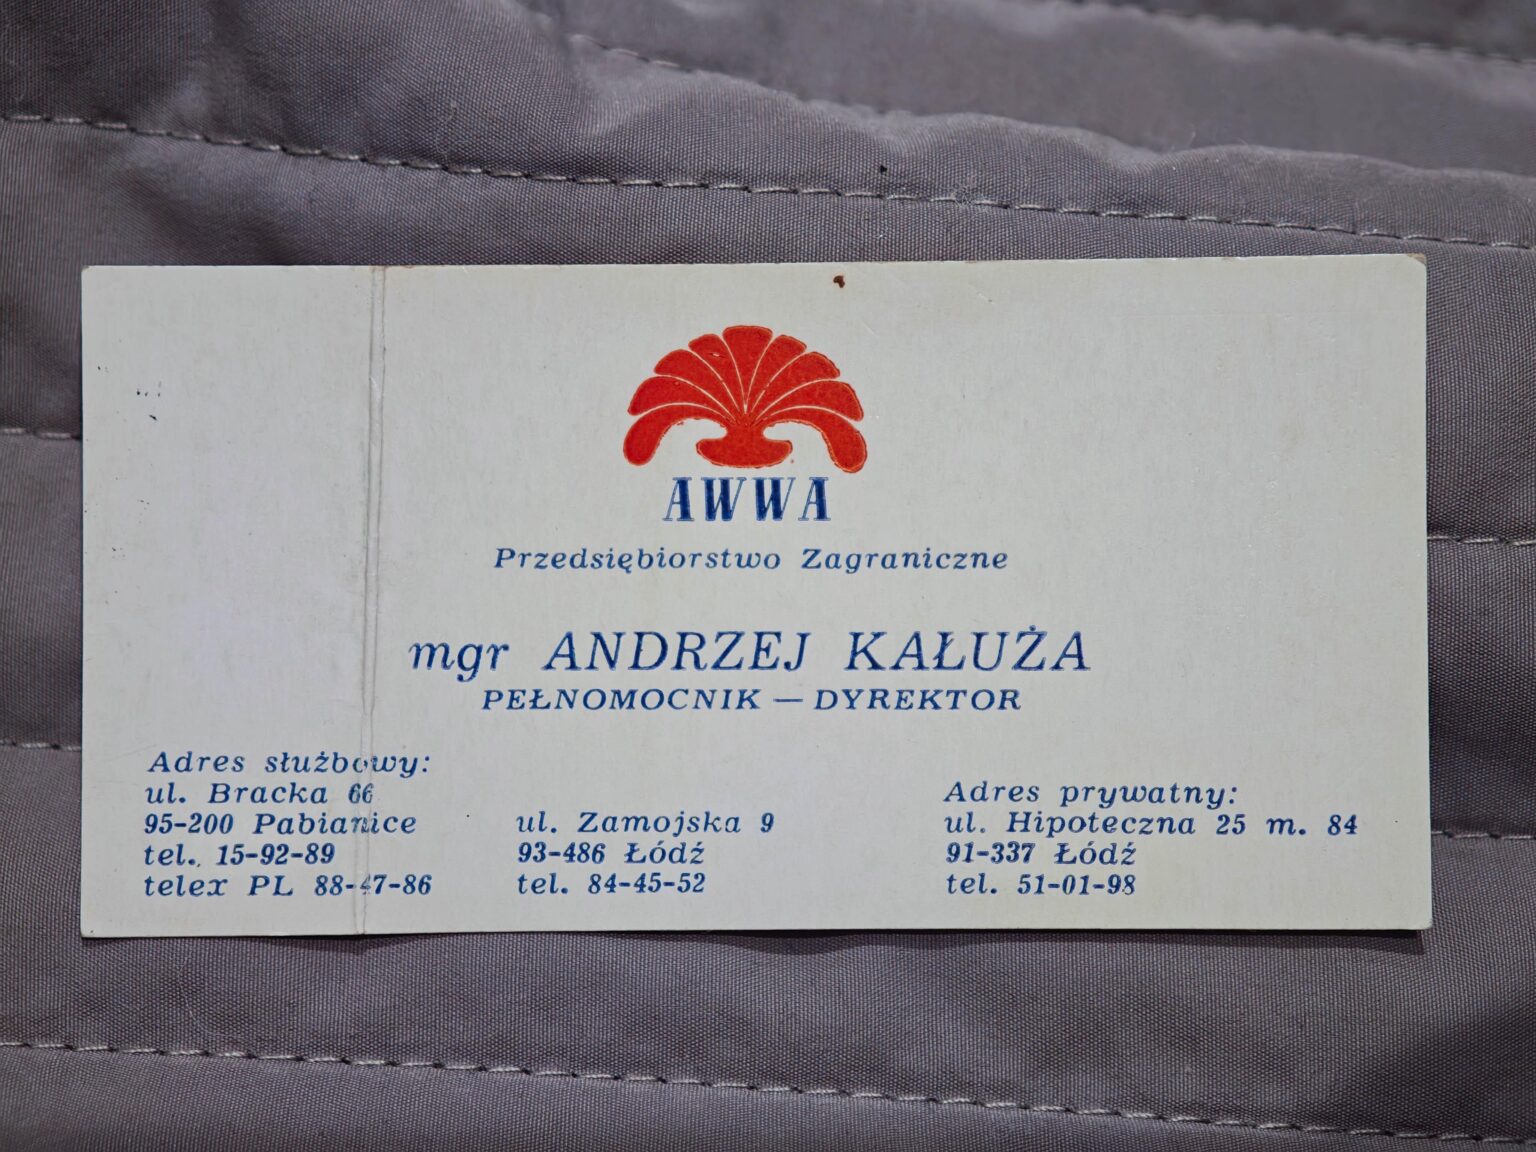 AWWA
Przedsiębiorstwo Zagraniczne
mgr ANDRZEJ KAŁUŻA
PEŁNOMOCNIK — DYREKTOR
Adres służbowy:
ul. Bracka 66
95-200 Pabianice
tel. 15-92-89
telex PL 88-47-86
ul. Zamojska 9
93-486 Łódź
tel. 84-45-52
Adres prywatny:
ul. Hipoteczna 25 m. 84
91-337 Łódź
tel. 51-01-98